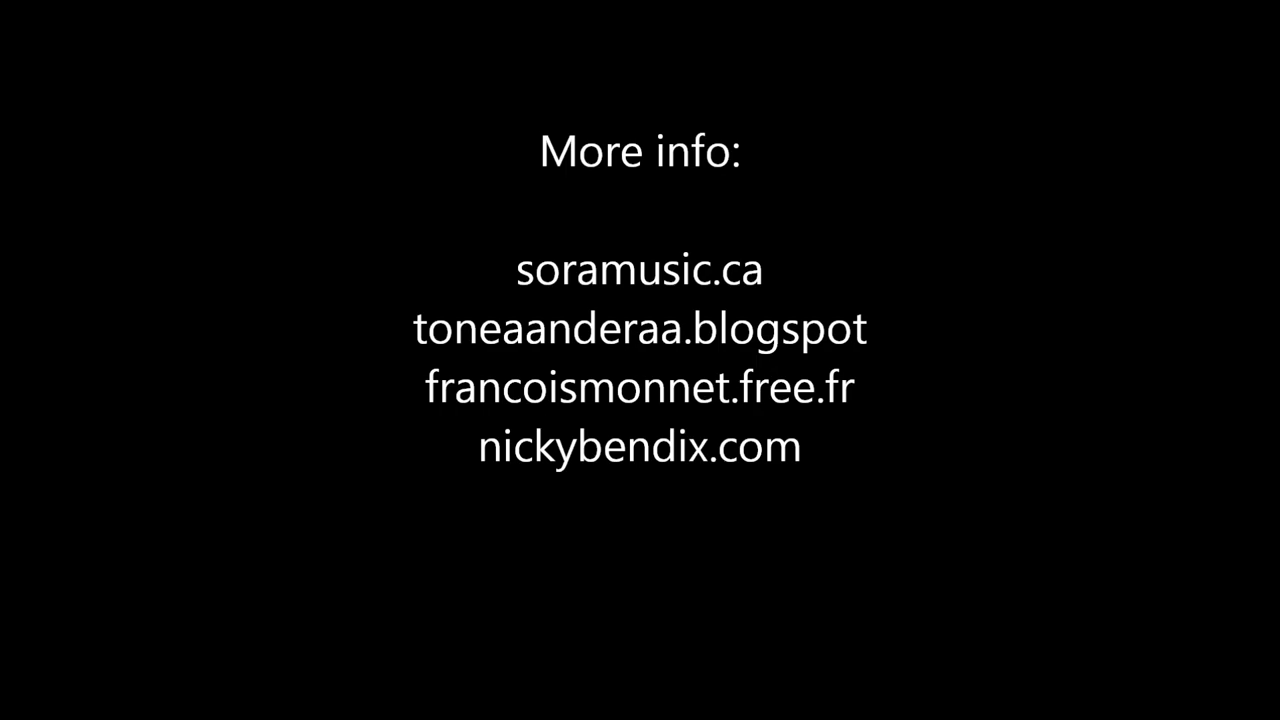 More info:
soramusic.ca
toneaanderaa.blogspot
francoismonnet.free.fr
nickybendix.com